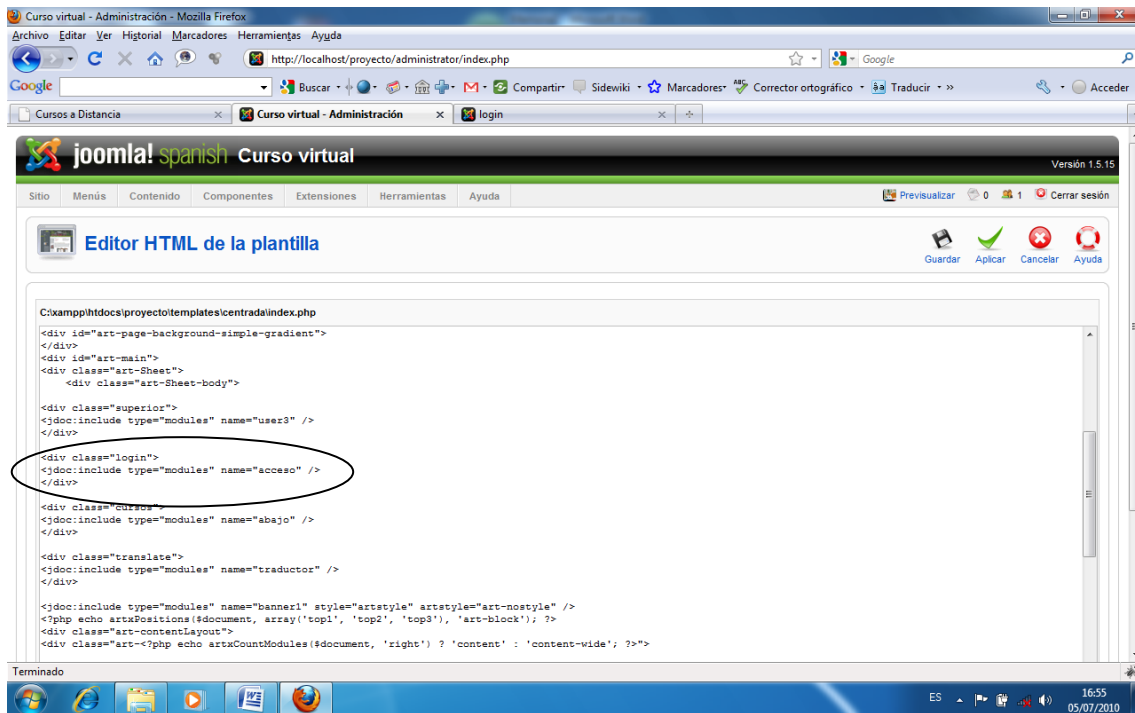 Curso virtual - Administración - Mozilla Firefox
Archivo Editar Ver Historial Marcadores Herramientas Ayuda
http://localhost/proyecto/administrator/index.php
Google
Google
Buscar
Compartir
Sidewiki
Marcadores
Corrector ortográfico
Traducir
»
Acceder
Cursos a Distancia
Curso virtual - Administración
login
joomla! spanish Curso virtual
Versión 1.5.15
Sitio Menús Contenido Componentes Extensiones Herramientas Ayuda
Previsualizar 0 1 Cerrar sesión
Editor HTML de la plantilla
Guardar Aplicar Cancelar Ayuda
C:\xampp\htdocs\proyecto\templates\centrada\index.php
<div id="art-page-background-simple-gradient">
</div>
<div id="art-main">
<div class="art-Sheet">
<div class="art-Sheet-body">
<div class="superior">
<jdoc:include type="modules" name="user3" />
</div>
<div class="login">
<jdoc:include type="modules" name="acceso" />
</div>
<div class="cursos">
<jdoc:include type="modules" name="abajo" />
</div>
<div class="translate">
<jdoc:include type="modules" name="traductor" />
</div>
<jdoc:include type="modules" name="banner1" style="artstyle" artstyle="art-nostyle" />
<?php echo artxPositions($document, array('top1', 'top2', 'top3'), 'art-block'); ?>
<div class="art-contentLayout">
<div class="art-<?php echo artxCountModules($document, 'right') ? 'content' : 'content-wide'; ?>">
Terminado
ES
16:55
05/07/2010